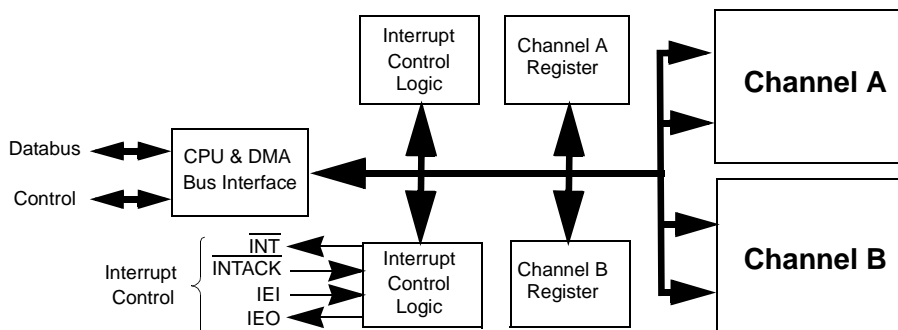 Interrupt
Control
Logic
Channel A
Register
Channel A
Databus
Control
CPU & DMA
Bus Interface
Interrupt
Control
INT
INTACK
IEI
IEO
Interrupt
Control
Logic
Channel B
Register
Channel B